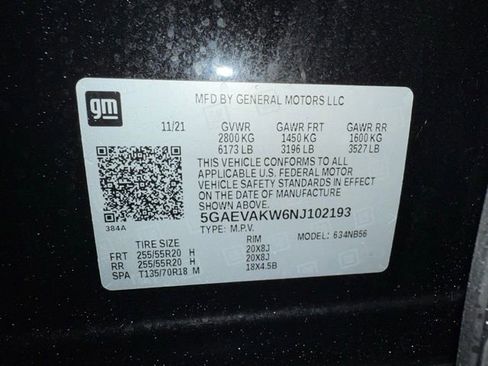 gm
MFD BY GENERAL MOTORS LLC
11/21 GVWR GAWR FRT GAWR RR
2800 KG 1450 KG 1600 KG
6173 LB 3196 LB 3527 LB
THIS VEHICLE CONFORMS TO ALL
APPLICABLE U.S. FEDERAL MOTOR
VEHICLE SAFETY STANDARDS IN EFFECT
ON THE DATE OF MANUFACTURE
SHOWN ABOVE.
384A
5GAEVAKW6NJ102193
TYPE: M.P.V. MODEL: 634NB56
TIRE SIZE RIM
FRT 255/55R20 H 20X8J
RR 255/55R20 H 20X8J
SPA T135/70R18 M 18X4.5B